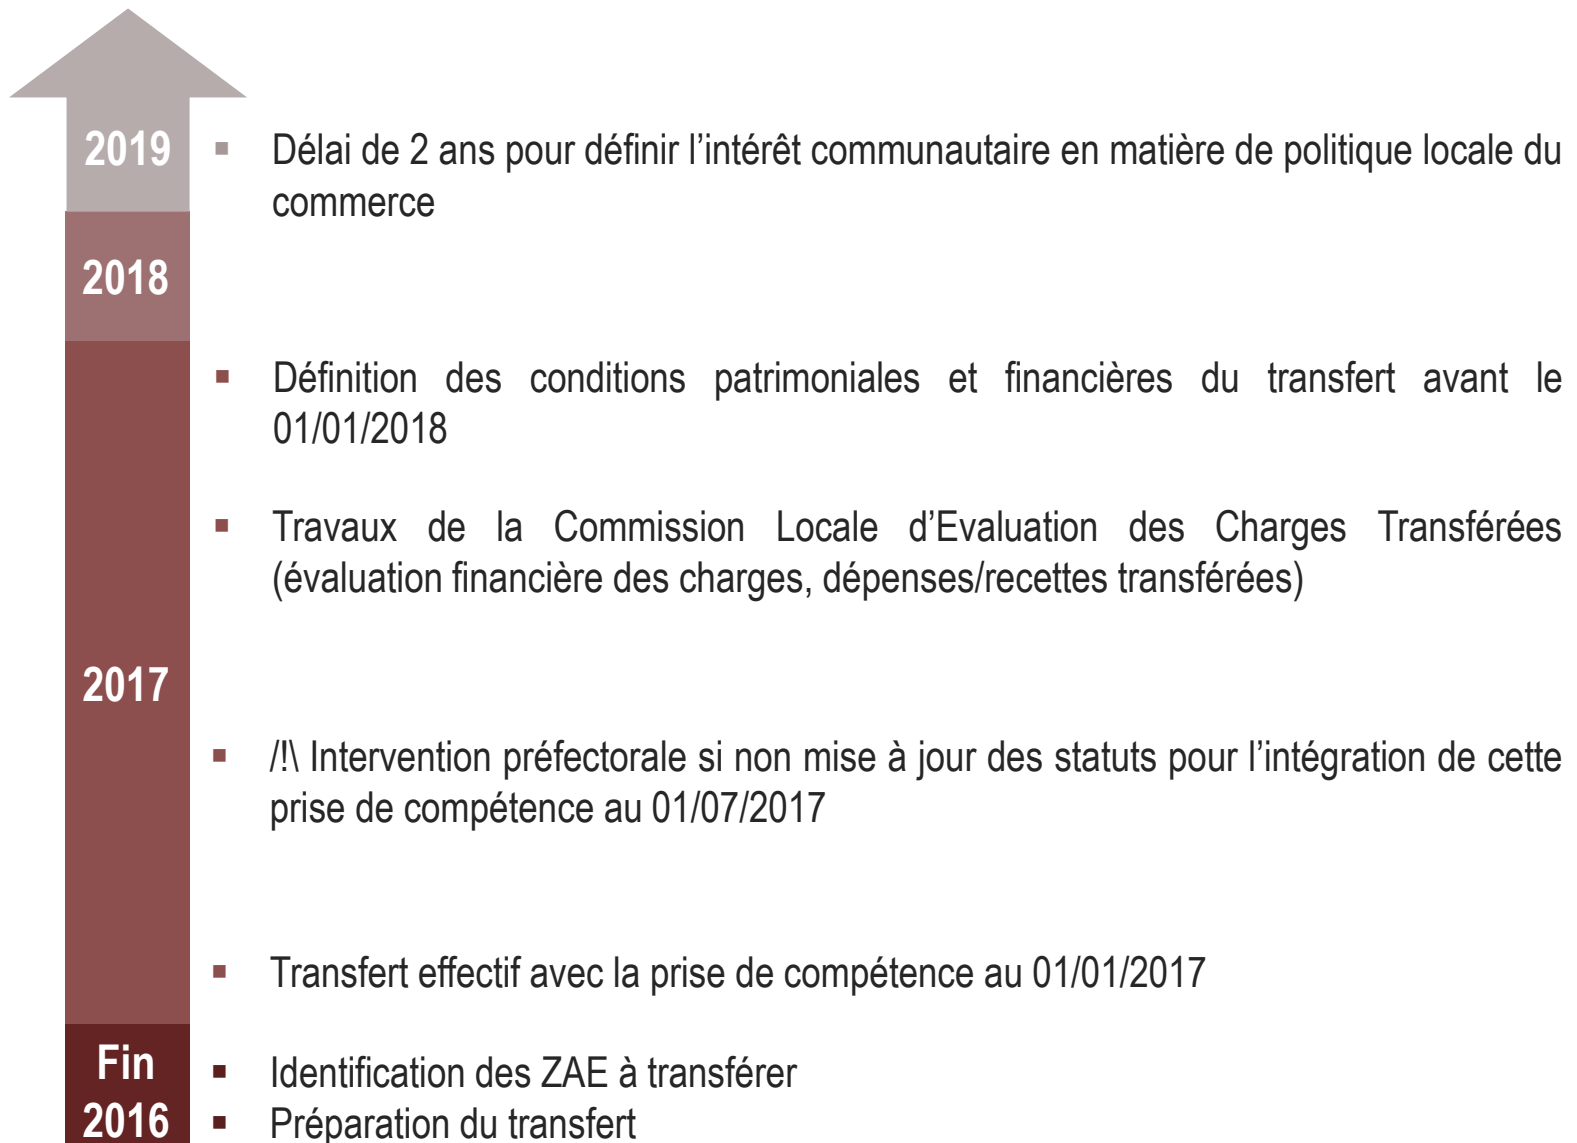 2019
▪ Délai de 2 ans pour définir l’intérêt communautaire en matière de politique locale du
commerce
2018
▪ Définition des conditions patrimoniales et financières du transfert avant le
01/01/2018
▪ Travaux de la Commission Locale d’Evaluation des Charges Transférées
(évaluation financière des charges, dépenses/recettes transférées)
2017
▪ /!\ Intervention préfectorale si non mise à jour des statuts pour l’intégration de cette
prise de compétence au 01/07/2017
▪ Transfert effectif avec la prise de compétence au 01/01/2017
Fin
2016
▪ Identification des ZAE à transférer
▪ Préparation du transfert